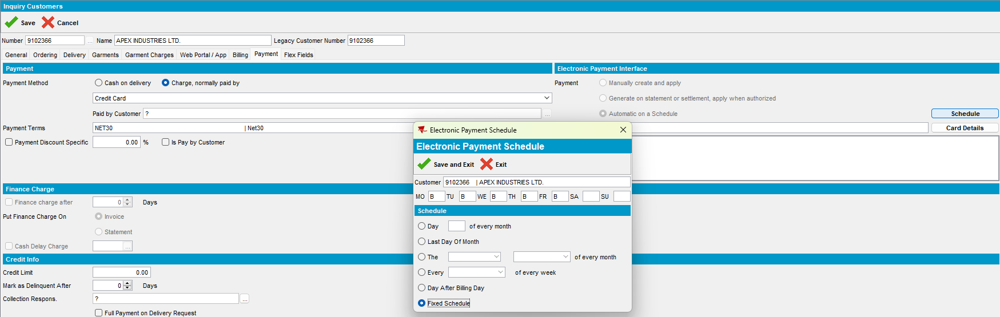 Inquiry Customers
Save Cancel
Number 9102366 ... Name APEX INDUSTRIES LTD. Legacy Customer Number 9102366
General Ordering Delivery Garments Garment Charges Web Portal / App Billing Payment Flex Fields
Payment
Payment Method Cash on delivery Charge, normally paid by
Credit Card
Paid by Customer ? ...
Payment Terms NET30 | Net30
Payment Discount Specific 0.00 % Is Pay by Customer
Finance Charge
Finance charge after 0 Days
Put Finance Charge On Invoice
Statement
Cash Delay Charge ...
Credit Info
Credit Limit 0.00
Mark as Delinquent After 0 Days
Collection Respons. ? ...
Full Payment on Delivery Request
Electronic Payment Interface
Payment Manually create and apply
Generate on statement or settlement, apply when authorized
Automatic on a Schedule Schedule
Card Details
Electronic Payment Schedule
Electronic Payment Schedule
Save and Exit Exit
Customer 9102366 | APEX INDUSTRIES LTD.
MO B TU B WE B TH B FR B SA SU
Schedule
Day of every month
Last Day Of Month
The of every month
Every of every week
Day After Billing Day
Fixed Schedule